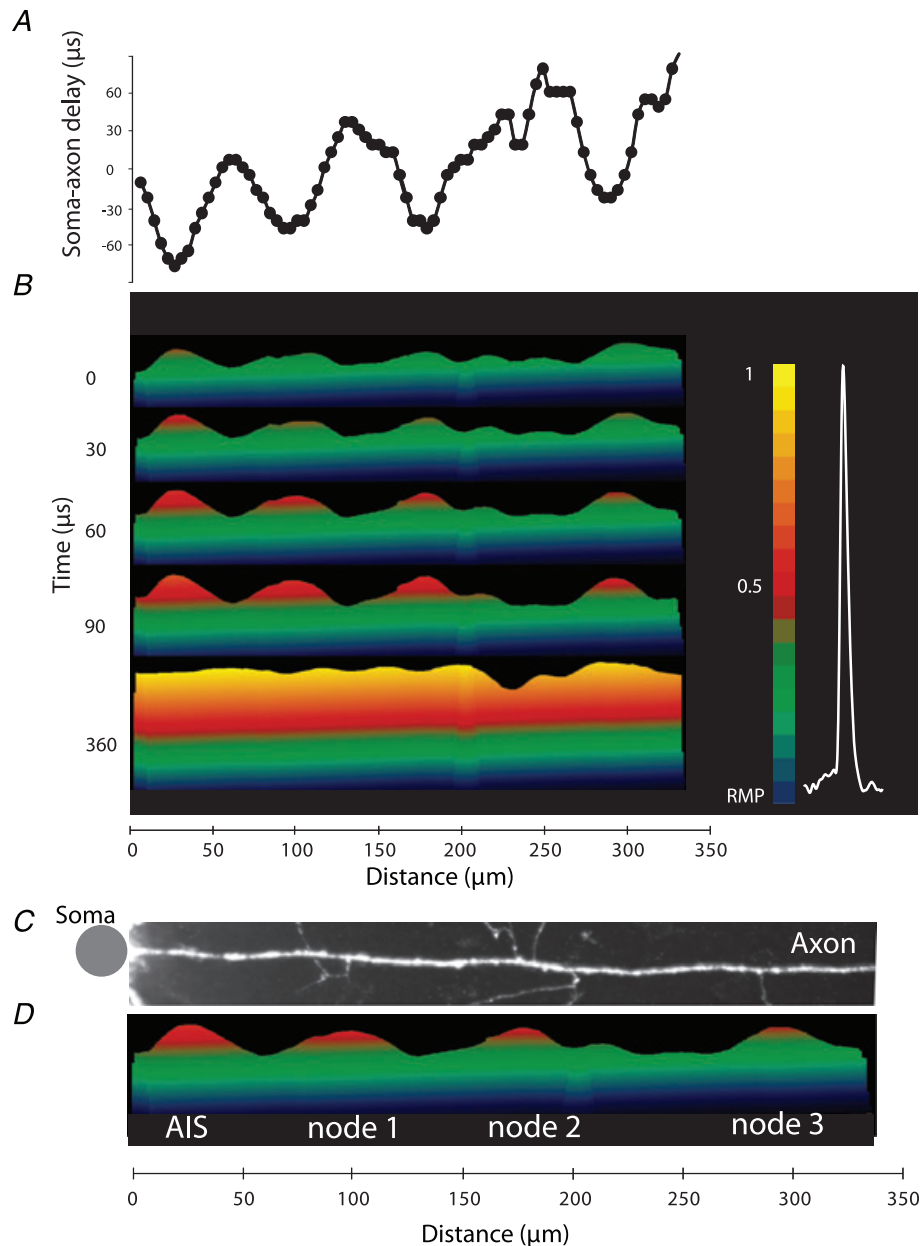 A
Soma-axon delay (µs)
60
30
0
-30
-60
B
Time (µs)
0
30
60
90
360
1
0.5
RMP
0 50 100 150 200 250 300 350
Distance (µm)
C
Soma
Axon
D
AIS node 1 node 2 node 3
0 50 100 150 200 250 300 350
Distance (µm)